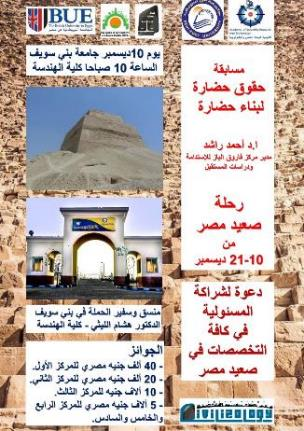 BUE
يوم 10 ديسمبر جامعة بني سويف
الساعة 10 صباحا كلية الهندسة
مسابقة
حقوق حضارة
لبناء حضارة
ا.د أحمد راشد
مدير مركز فاروق الباز للاستدامة
ودراسات المستقبل
رحلة
صعيد مصر
من
10-21 ديسمبر
دعوة لشراكة
المسئولية
في كافة
التخصصات في
صعيد مصر
منسق وسفير الحملة في بني سويف
الدكتور هشام الليثي - كلية الهندسة
الجوائز
- 40 ألف جنيه مصري للمركز الأول.
- 20 ألف جنيه مصري للمركز الثاني.
- 10 الاف جنيه مصري للمركز الثالث.
- 5 آلاف جنيه مصري للمركز الرابع
والخامس والسادس.